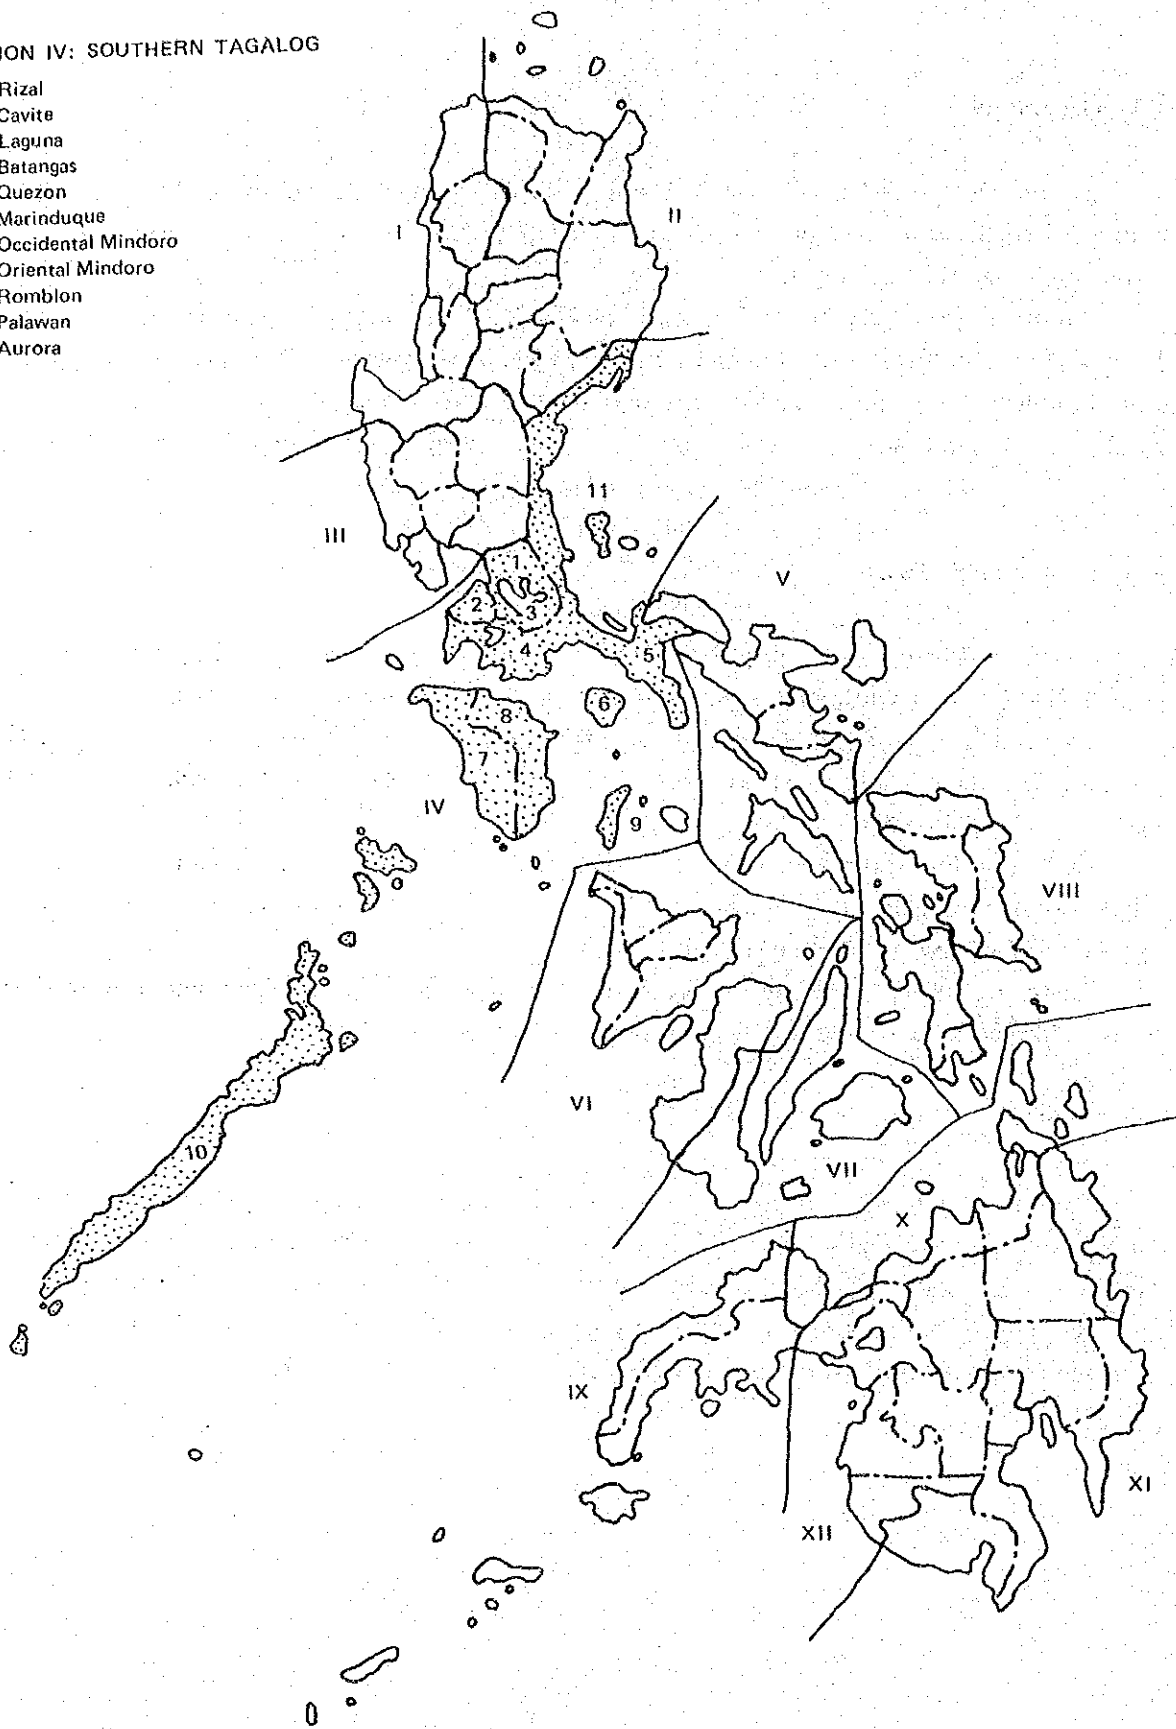 ION IV: SOUTHERN TAGALOG
Rizal
Cavite
Laguna
Batangas
Quezon
Marinduque
Occidental Mindoro
Oriental Mindoro
Romblon
Palawan
Aurora
II
I
11
III
1
V
2
3
4
5
6
8
7
IV
9
VIII
VI
10
VII
X
IX
XI
XII